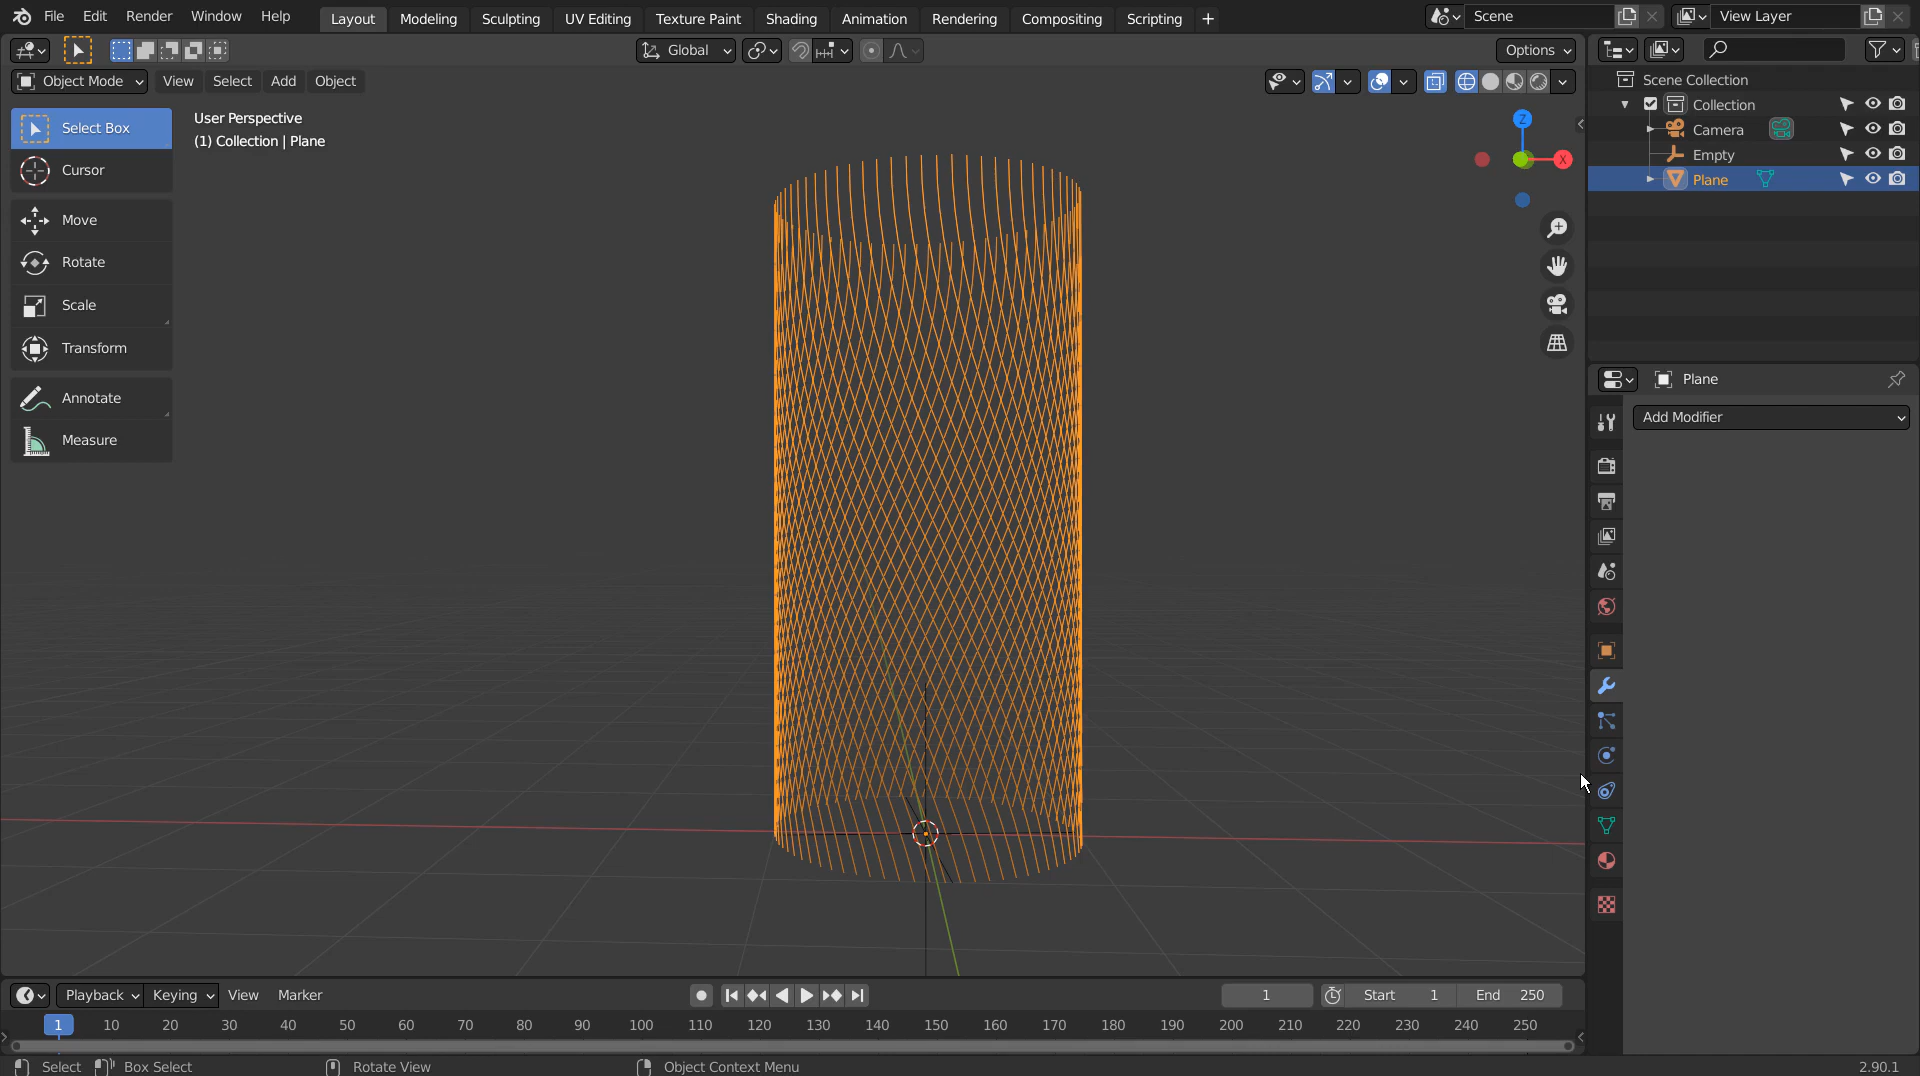 File Edit Render Window Help Layout Modeling Sculpting UV Editing Texture Paint Shading Animation Rendering Compositing Scripting + Scene View Layer
Global Options
Object Mode View Select Add Object
Scene Collection
Collection
Camera
Empty
Plane
Select Box
Cursor
Move
Rotate
Scale
Transform
Annotate
Measure
User Perspective
(1) Collection | Plane
Z
X
Plane
Add Modifier
Playback Keying View Marker 1 Start 1 End 250
1 10 20 30 40 50 60 70 80 90 100 110 120 130 140 150 160 170 180 190 200 210 220 230 240 250
Select Box Select Rotate View Object Context Menu 2.90.1